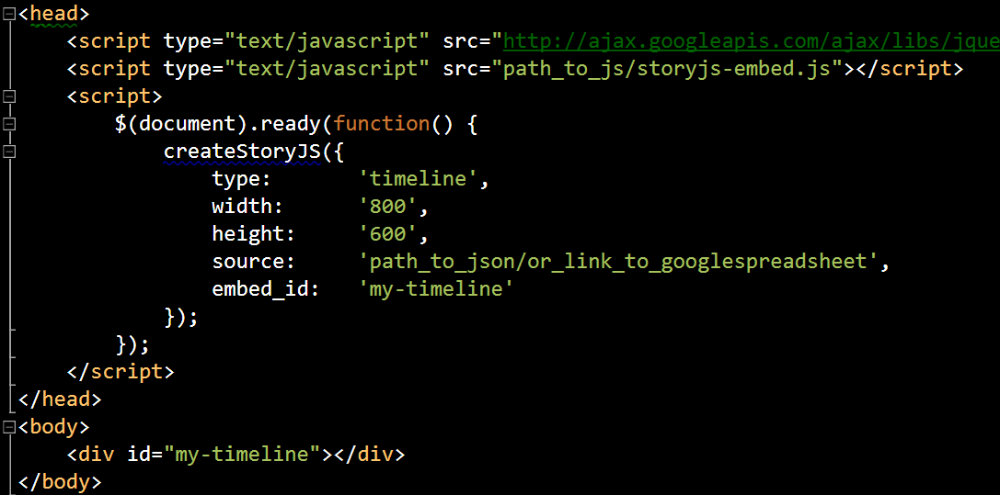 <head>
    <script type="text/javascript" src="http://ajax.googleapis.com/ajax/libs/jque
    <script type="text/javascript" src="path_to_js/storyjs-embed.js"></script>
    <script>
        $(document).ready(function() {
            createStoryJS({
                type:       'timeline',
                width:      '800',
                height:     '600',
                source:     'path_to_json/or_link_to_googlespreadsheet',
                embed_id:   'my-timeline'
            });
        });
    </script>
</head>
<body>
    <div id="my-timeline"></div>
</body>